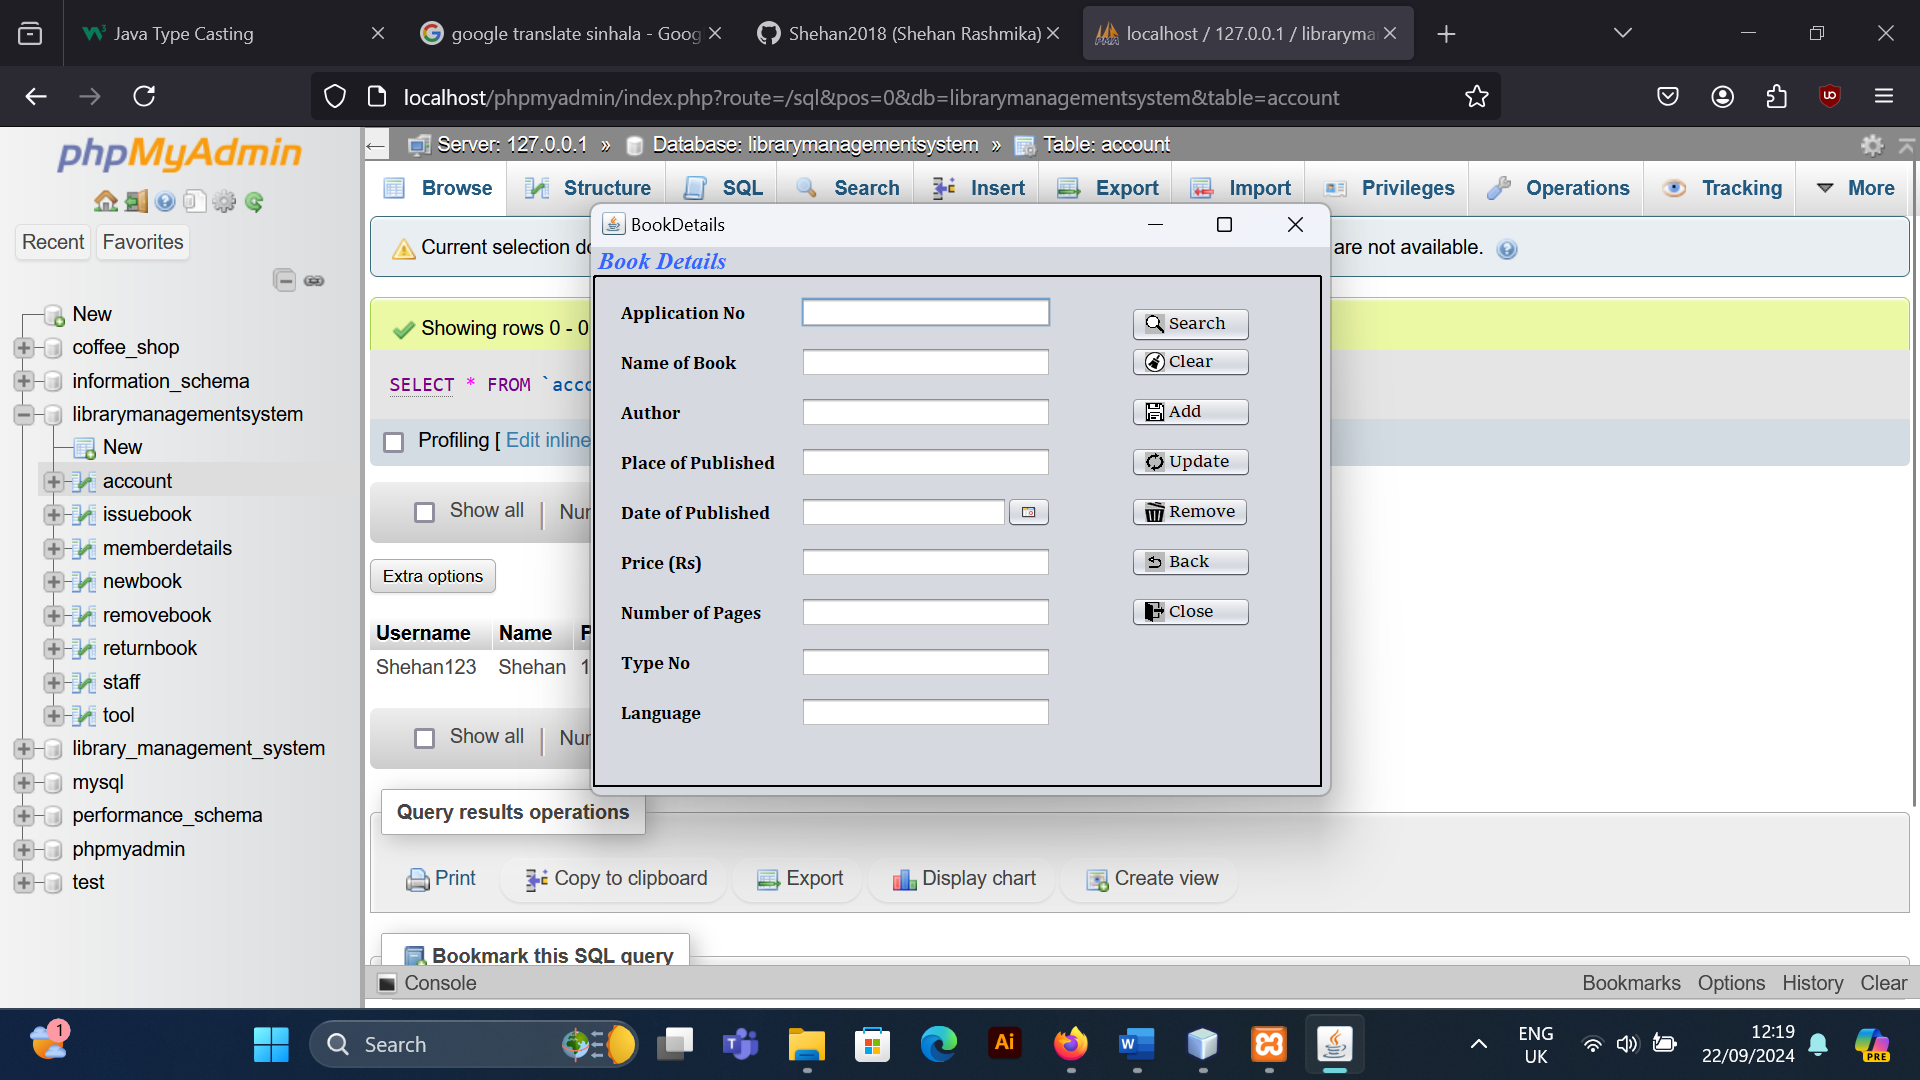 Java Type Casting
google translate sinhala - Goog
Shehan2018 (Shehan Rashmika)
localhost / 127.0.0.1 / libraryma
localhost/phpmyadmin/index.php?route=/sql&pos=0&db=librarymanagementsystem&table=account
phpMyAdmin
Recent
Favorites
New
coffee_shop
information_schema
librarymanagementsystem
New
account
issuebook
memberdetails
newbook
removebook
returnbook
staff
tool
library_management_system
mysql
performance_schema
phpmyadmin
test
Server: 127.0.0.1 » Database: librarymanagementsystem » Table: account
Browse Structure SQL Search Insert Export Import Privileges Operations Tracking More
Current selection do
are not available.
Showing rows 0 - 0
SELECT * FROM `acco
Profiling [ Edit inline
Show all
Num
Extra options
Username Name P
Shehan123 Shehan 1
Show all
Num
Query results operations
Print Copy to clipboard Export Display chart Create view
Bookmark this SQL query
Console
Bookmarks Options History Clear
BookDetails
Book Details
Application No
Name of Book
Author
Place of Published
Date of Published
Price (Rs)
Number of Pages
Type No
Language
Search
Clear
Add
Update
Remove
Back
Close
1
Search
Ai
W
PRE
ENG
UK
12:19
22/09/2024